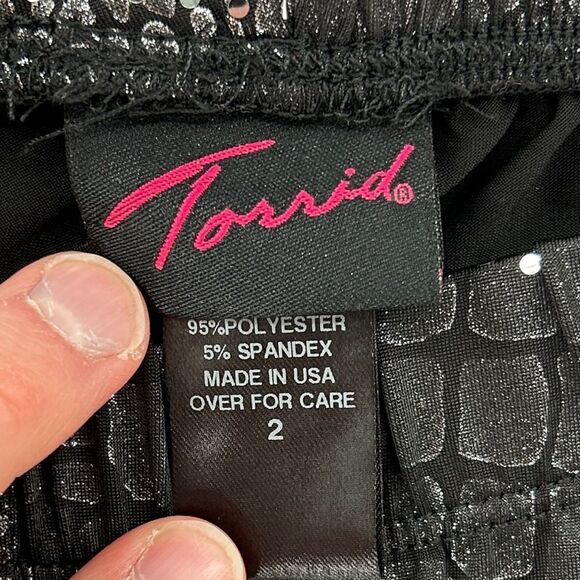 Torrid®
95%POLYESTER
5% SPANDEX
MADE IN USA
OVER FOR CARE
2